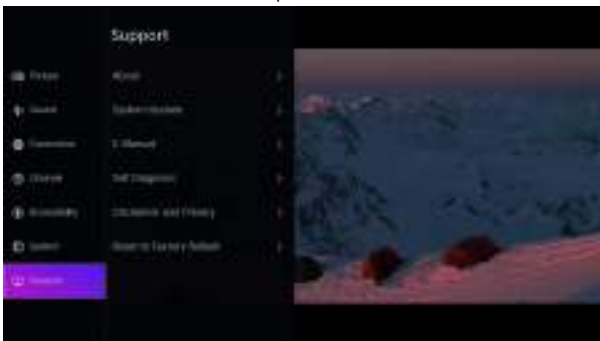 Support
Picture
Sound
Connection
Channel
Accessibility
System
Support
About
System Update
E-Manual
Self Diagnosis
Disclaimer and Privacy
Reset to Factory Default